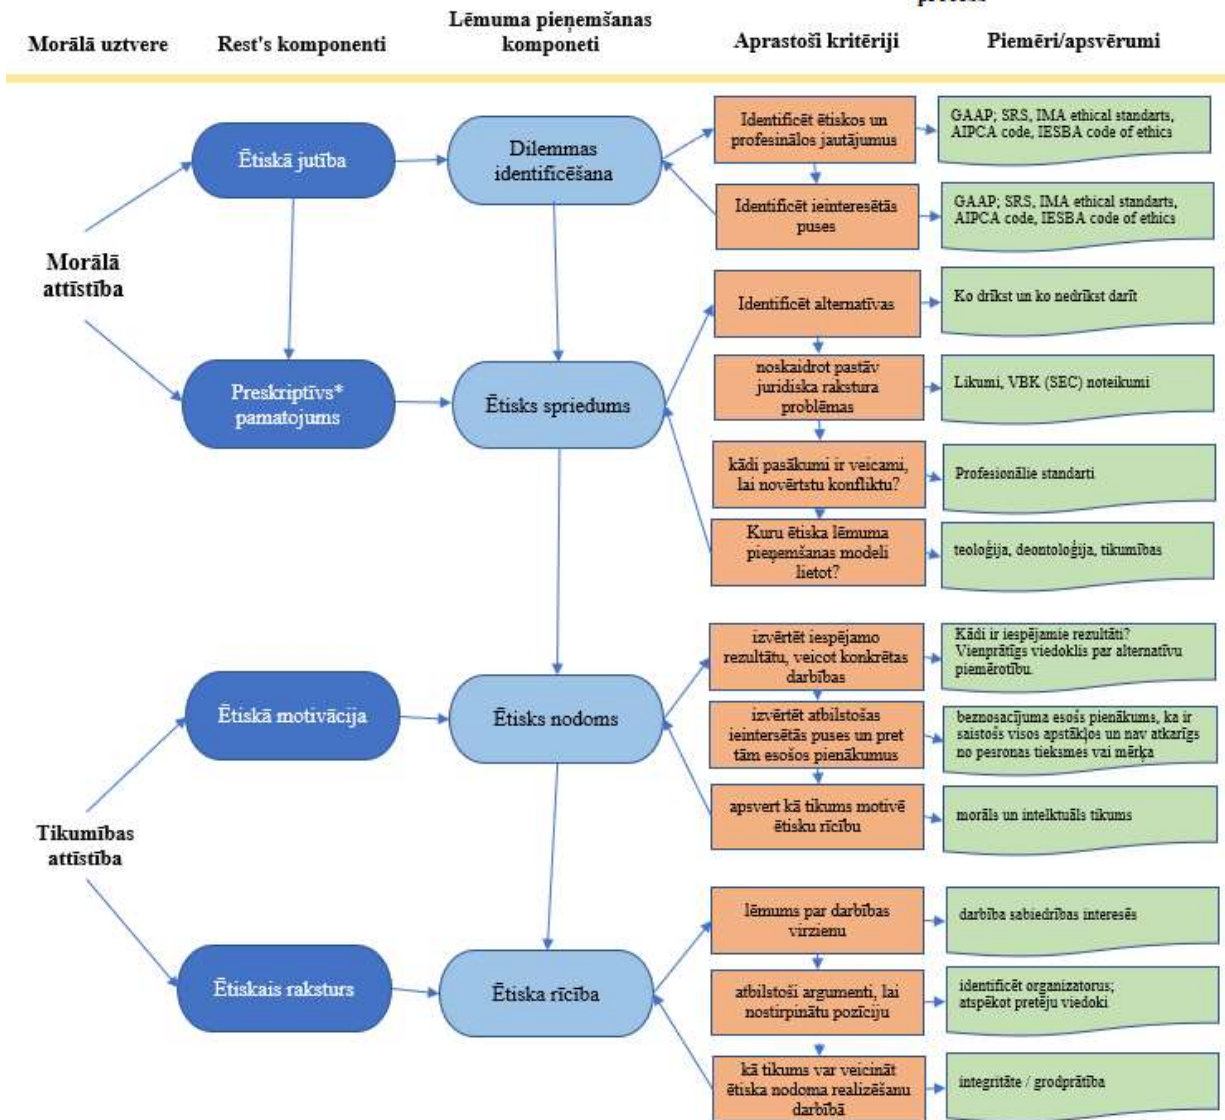 process
Morālā uztvere
Rest's komponenti
Lēmuma pieņemšanas
komponeti
Aprastoši kritēriji
Piemēri/apsvērumi
Morālā
attīstība
Ētiskā jutība
Dilemmas
identificēšana
Identificēt ētiskos un
profesinālos jautājumus
GAAP; SRS, IMA ethical standarts,
AIPCA code, IESBA code of ethics
Identificēt ieinteresētās
puses
GAAP; SRS, IMA ethical standarts,
AIPCA code, IESBA code of ethics
Preskriptīvs*
pamatojums
Ētisks spriedums
Identificēt alternatīvas
Ko drīkst un ko nedrīkst darīt
noskaidrot pastāv
juridiska rakstura
problēmas
Likumi, VBK (SEC) noteikumi
kādi pasākumi ir veicami,
lai novērtstu konfliktu?
Profesionālie standarti
Kuru ētiska lēmuma
pieņemšanas modeli
lietot?
teoloģija, deontoloģija, tikumības
Tikumības
attīstība
Ētiskā motivācija
Ētisks nodoms
izvērtēt iespējamo
rezultātu, veicot konkrētas
darbības
Kādi ir iespējamie rezultāti?
Vienprātīgs viedoklis par alternatīvu
piemērotību.
izvērtēt atbilstošas
ieintersētās puses un pret
tām esošos pienākumus
beznosacījuma esošs pienākums, ka ir
saistošs visos apstākļos un nav atkarīgs
no pesronas tieksmes vai mērķa
apsvert kā tikums motivē
ētisku rīcību
morāls un intelktuāls tikums
Ētiskais raksturs
Ētiska rīcība
lēmums par darbības
virzienu
darbība sabiedrības interesēs
atbilstoši argumenti, lai
nostirpinātu pozīciju
identificēt organizatorus;
atspēkot pretēju viedoki
kā tikums var veicināt
ētiska nodoma realizēšanu
darbībā
integritāte / grodprātība